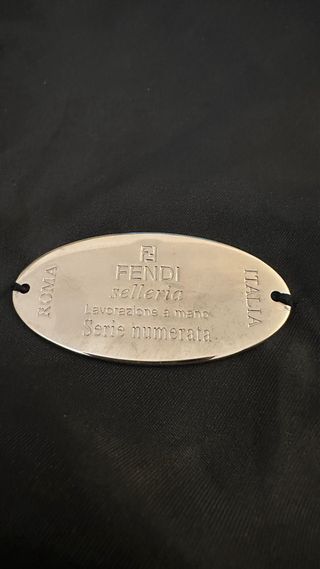 FENDI
selleria
Lavorazione a mano
Serie numerata
ROMA
ITALIA